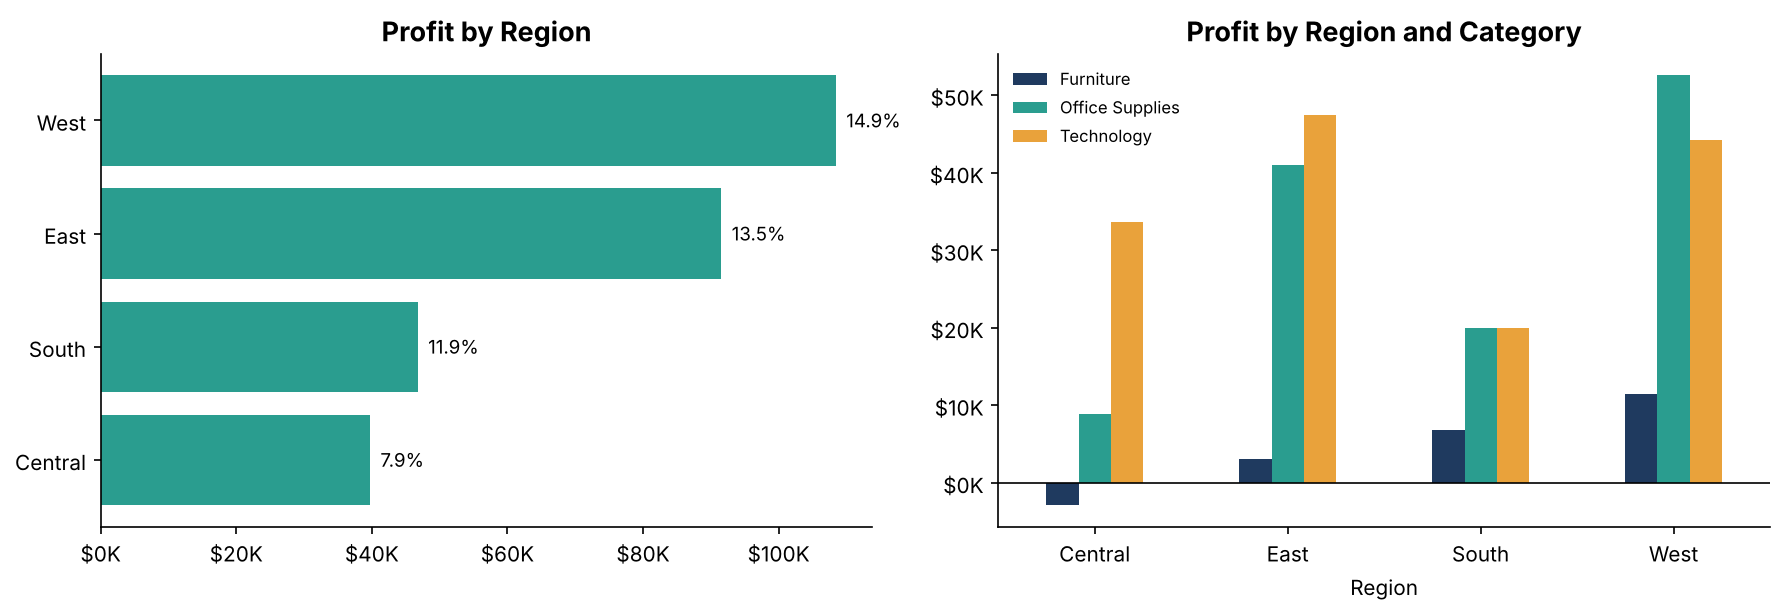 Profit by Region
West
14.9%
East
13.5%
South
11.9%
Central
7.9%
$0K
$20K
$40K
$60K
$80K
$100K
Profit by Region and Category
Furniture
Office Supplies
Technology
$50K
$40K
$30K
$20K
$10K
$0K
Central
East
South
West
Region